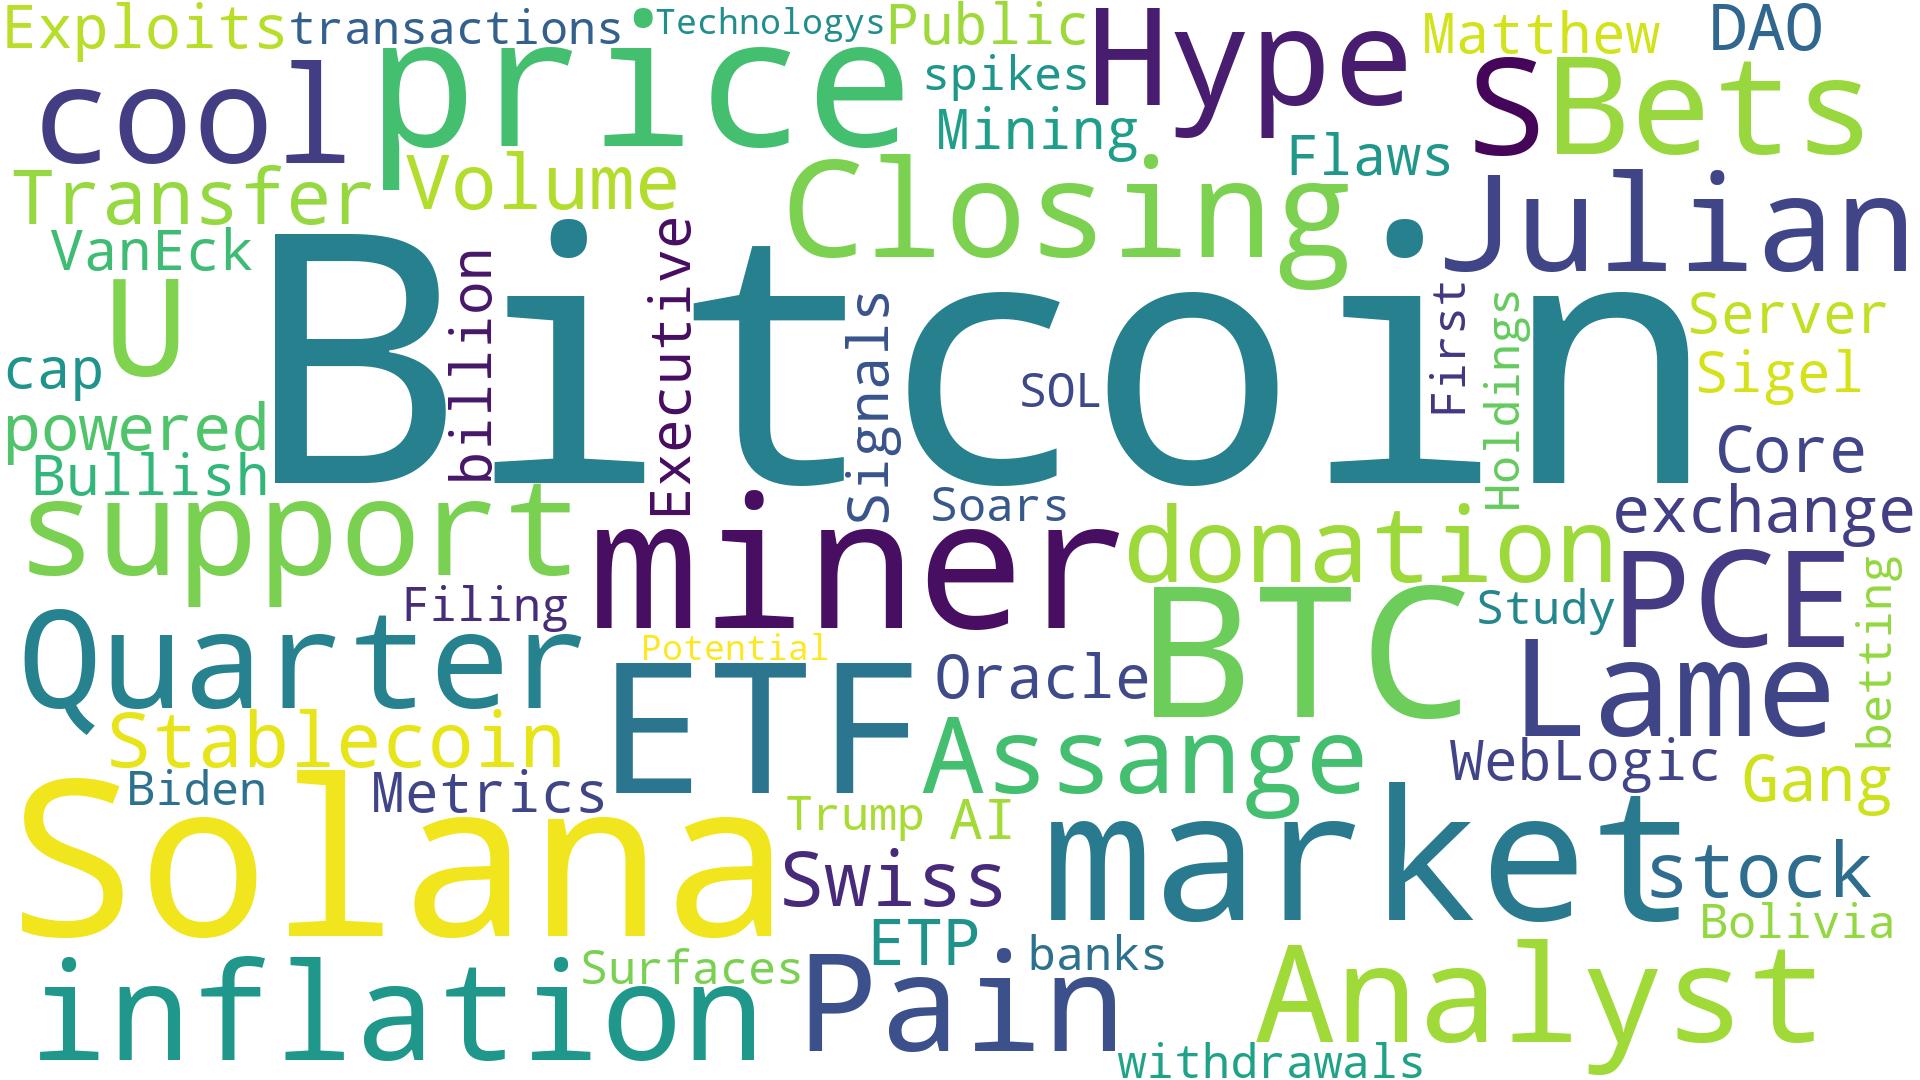 Exploits
transactions
Technologys
Public
Hype
Matthew
DAO
cool
price
spikes
S
Bets
Mining
Flaws
Transfer
Volume
Closing
Julian
VanEck
U
Bitcoin
billion
Executive
Signals
SOL
First
Holdings
Server
cap
Sigel
powered
Core
Bullish
support
miner
Soars
donation
exchange
Filing
PCE
betting
Quarter
Potential
ETF
Oracle
BTC
Study
Lame
Stablecoin
Assange
WebLogic
Gang
Biden
Metrics
Solana
Trump
AI
market
Swiss
stock
ETP
banks
Bolivia
Surfaces
inflation
Pain
Analyst
withdrawals